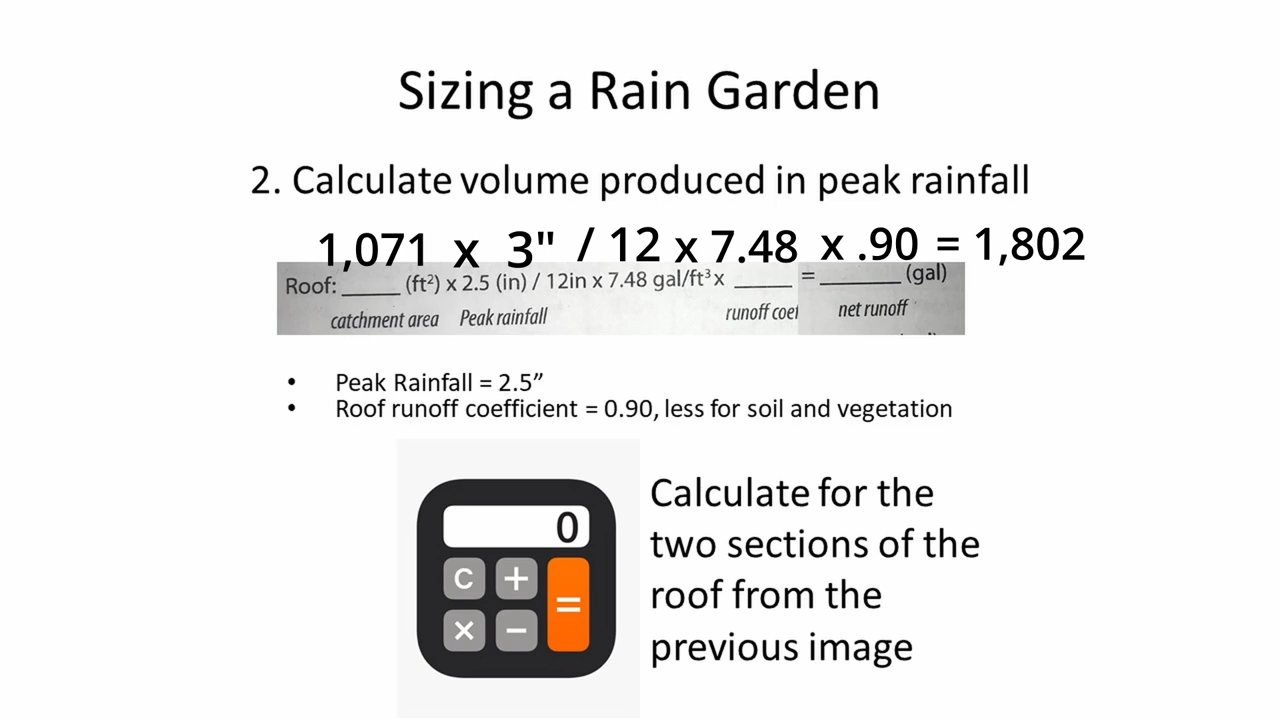 Sizing a Rain Garden
2. Calculate volume produced in peak rainfall
1,071 x 3" / 12 x 7.48 x .90 = 1,802
Roof: _____ (ft²) x 2.5 (in) / 12in x 7.48 gal/ft³ x _____ = _______ (gal)
catchment area Peak rainfall runoff coef net runoff
• Peak Rainfall = 2.5”
• Roof runoff coefficient = 0.90, less for soil and vegetation
0
C +
=
× −
Calculate for the
two sections of the
roof from the
previous image